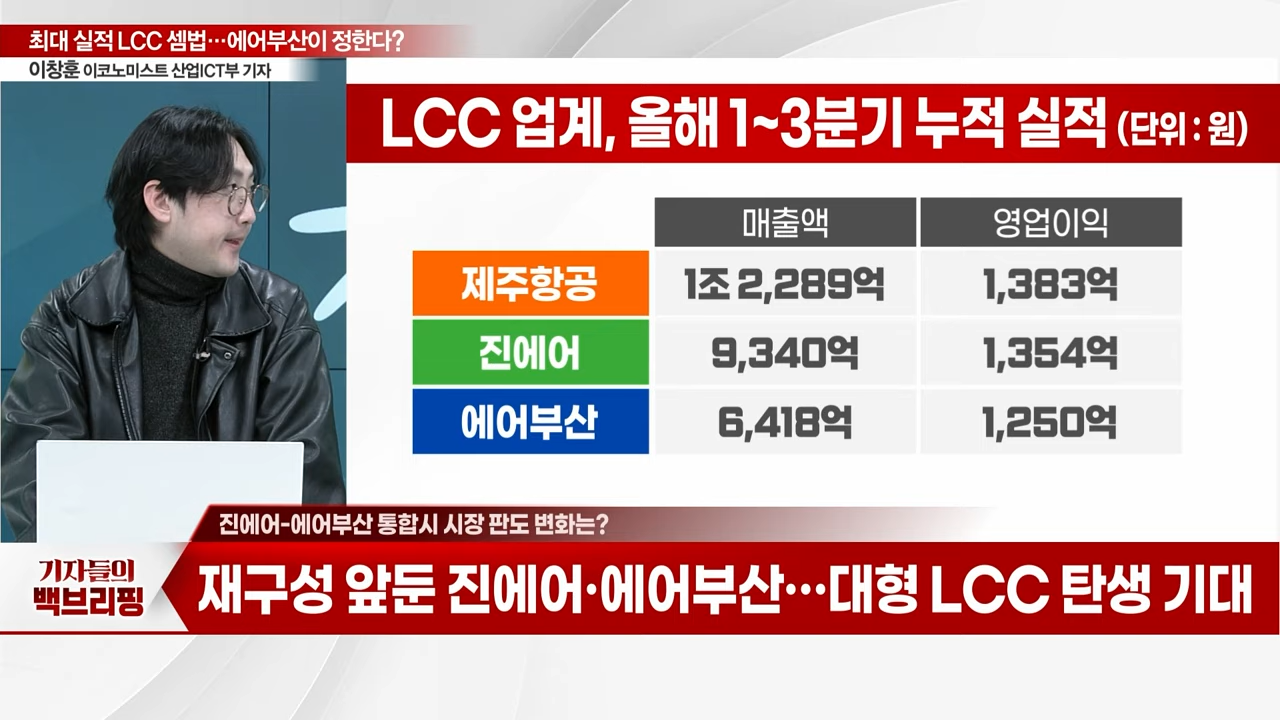 최대 실적 LCC 셈법…에어부산이 정한다?
이창훈 이코노미스트 산업ICT부 기자
LCC 업계, 올해 1~3분기 누적 실적 (단위 : 원)
매출액 영업이익
제주항공 1조 2,289억 1,383억
진에어 9,340억 1,354억
에어부산 6,418억 1,250억
진에어-에어부산 통합시 시장 판도 변화는?
기자들의
백브리핑
재구성 앞둔 진에어·에어부산…대형 LCC 탄생 기대